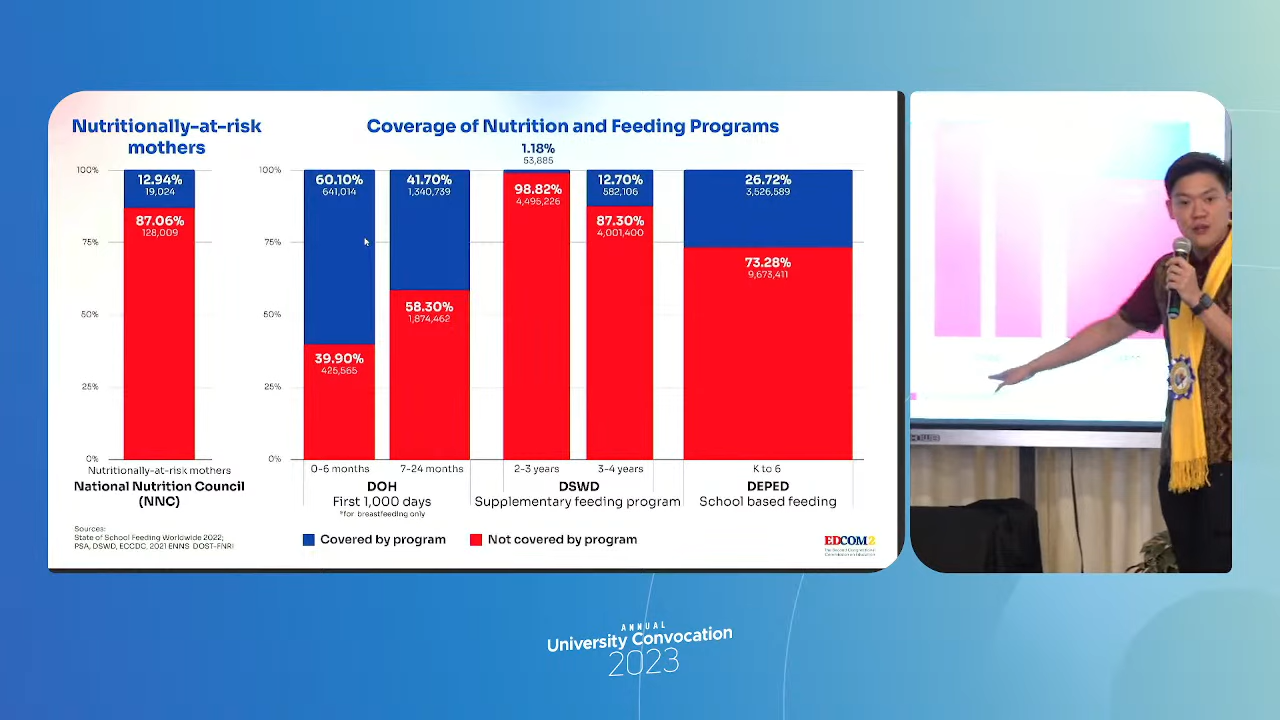 Nutritionally-at-risk
mothers
100%
12.94%
19,024
87.06%
128,009
75%
50%
25%
0%
Nutritionally-at-risk mothers
National Nutrition Council
(NNC)
Coverage of Nutrition and Feeding Programs
100%
75%
50%
25%
0%
60.10%
641,014
39.90%
425,565
41.70%
1,340,739
58.30%
1,874,462
1.18%
53,885
98.82%
4,495,226
12.70%
582,106
87.30%
4,001,400
26.72%
3,526,589
73.28%
9,673,411
0-6 months
7-24 months
2-3 years
3-4 years
K to 6
DOH
First 1,000 days
*for breastfeeding only
DSWD
Supplementary feeding program
DEPED
School based feeding
Sources:
State of School Feeding Worldwide 2022;
PSA, DSWD, ECCDC, 2021 ENNS DOST-FNRI
Covered by program
Not covered by program
EDCOM2
ANNUAL
University Convocation
2023